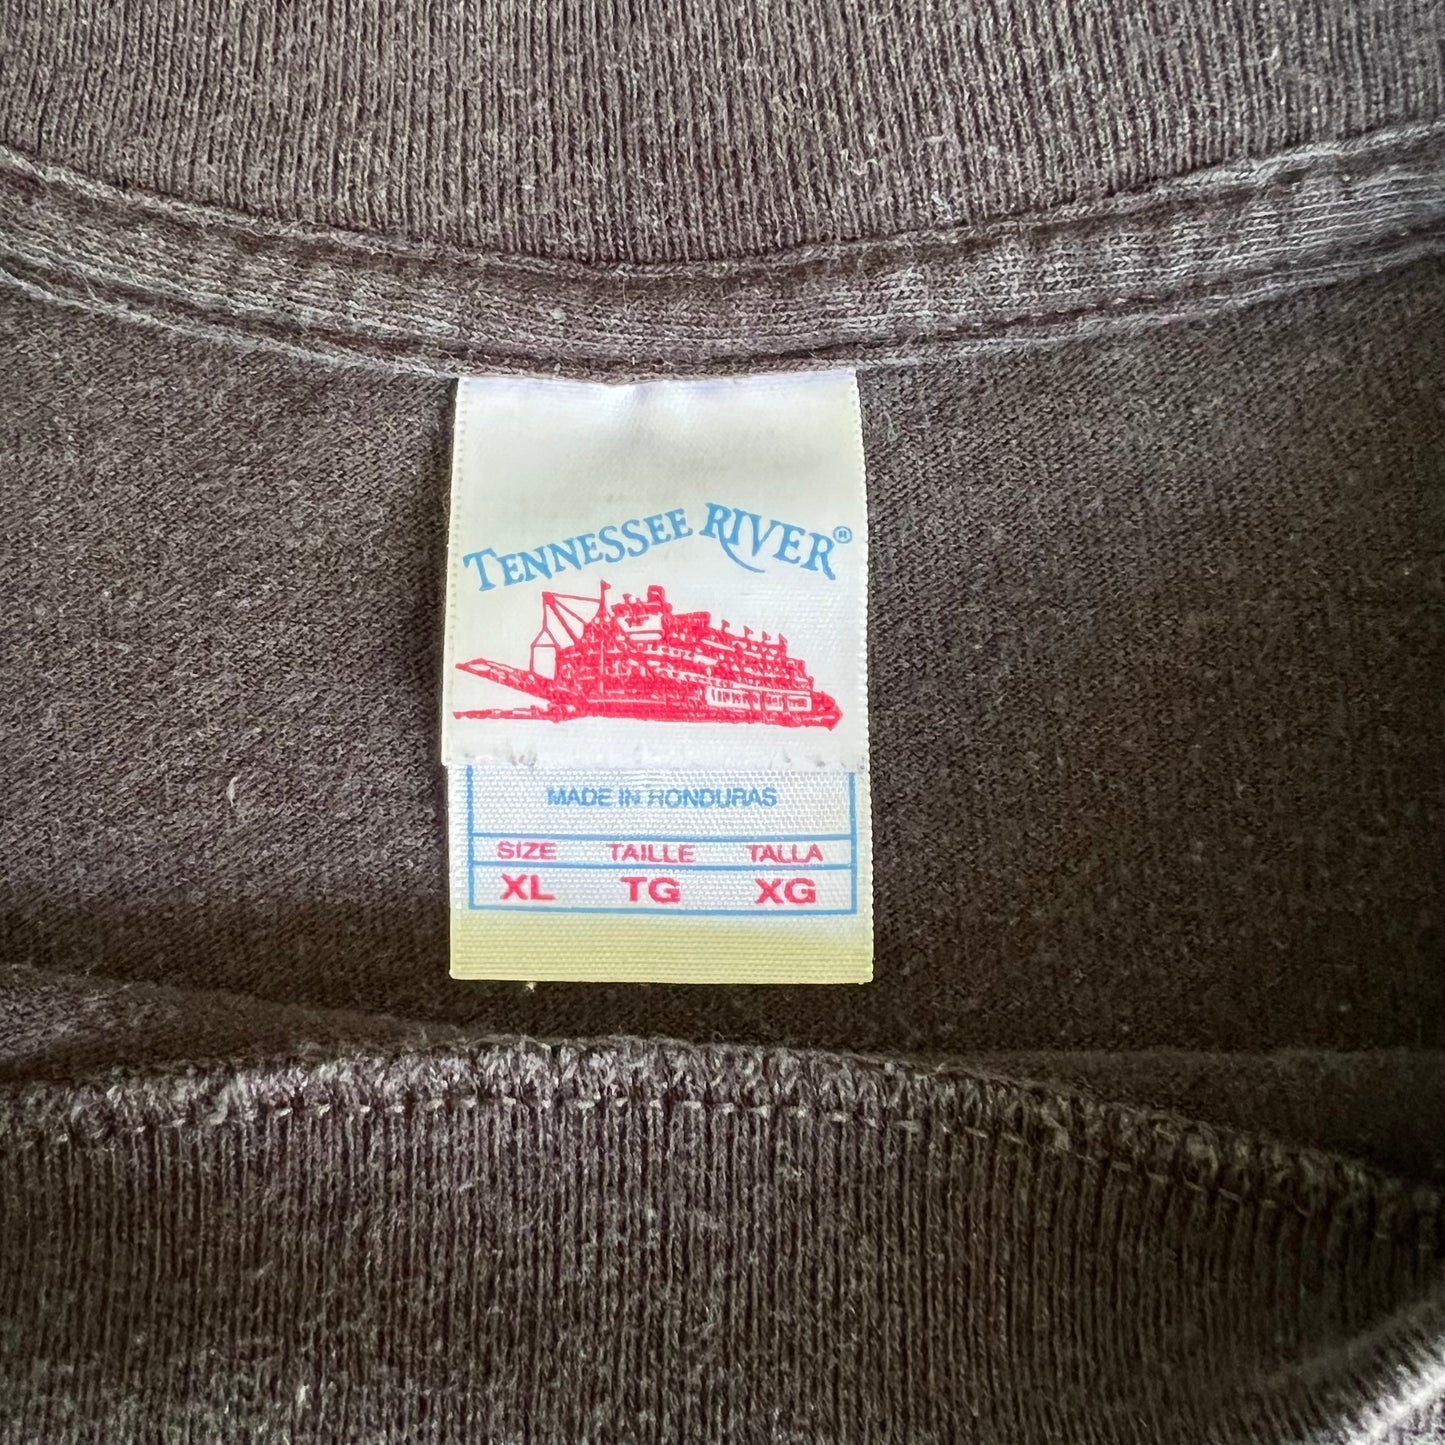 TENNESSEE RIVER®
MADE IN HONDURAS
SIZE TAILLE TALLA
XL TG XG